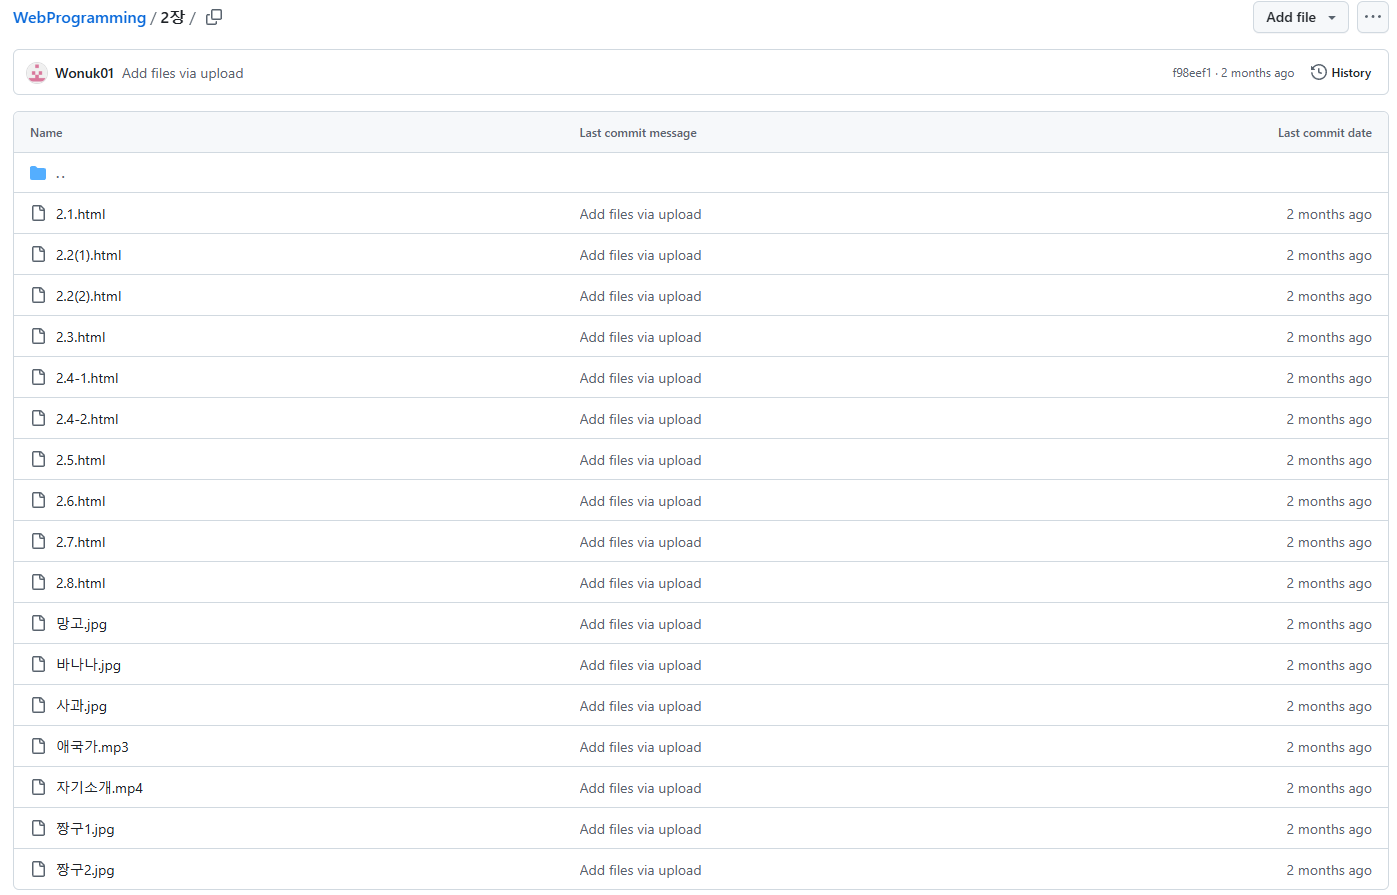 WebProgramming / 2장 /
Add file
Wonuk01 Add files via upload
f98eef1 · 2 months ago
History
Name Last commit message Last commit date
..
2.1.html Add files via upload 2 months ago
2.2(1).html Add files via upload 2 months ago
2.2(2).html Add files via upload 2 months ago
2.3.html Add files via upload 2 months ago
2.4-1.html Add files via upload 2 months ago
2.4-2.html Add files via upload 2 months ago
2.5.html Add files via upload 2 months ago
2.6.html Add files via upload 2 months ago
2.7.html Add files via upload 2 months ago
2.8.html Add files via upload 2 months ago
망고.jpg Add files via upload 2 months ago
바나나.jpg Add files via upload 2 months ago
사과.jpg Add files via upload 2 months ago
애국가.mp3 Add files via upload 2 months ago
자기소개.mp4 Add files via upload 2 months ago
짱구1.jpg Add files via upload 2 months ago
짱구2.jpg Add files via upload 2 months ago